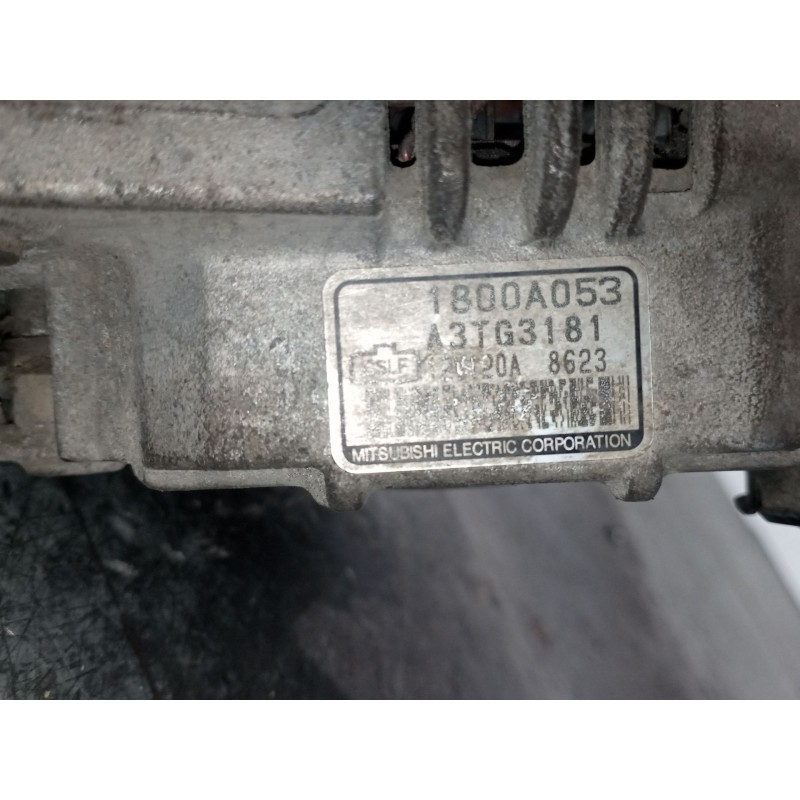 1800A053
A3TG3181
20A 8623
MITSUBISHI ELECTRIC CORPORATION